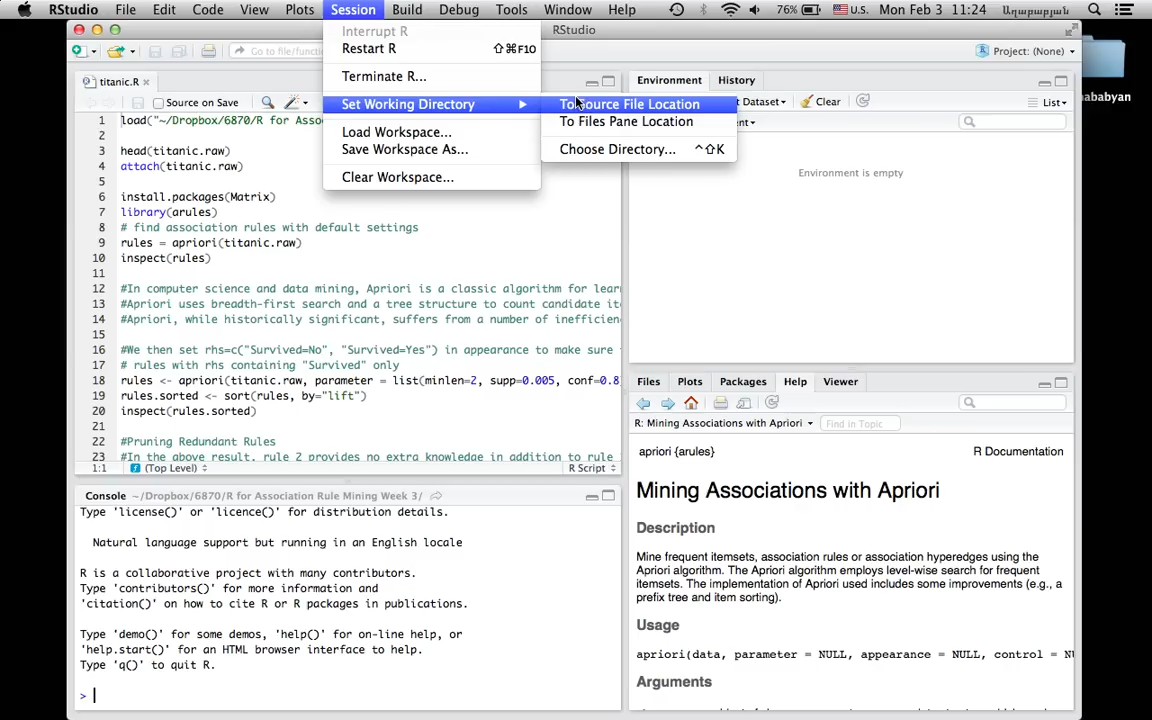 RStudio File Edit Code View Plots Session Build Debug Tools Window Help 76% U.S. Mon Feb 3 11:24 Աղաբաբյան
RStudio
Go to file/function
Project: (None)
Interrupt R
Restart R ⇧⌘F10
Terminate R...
Set Working Directory
Load Workspace...
Save Workspace As...
Clear Workspace...
To Source File Location
To Files Pane Location
Choose Directory... ^⇧K
titanic.R
Source on Save
1 load("~/Dropbox/6870/R for Asso
2
3 head(titanic.raw)
4 attach(titanic.raw)
5
6 install.packages(Matrix)
7 library(arules)
8 # find association rules with default settings
9 rules = apriori(titanic.raw)
10 inspect(rules)
11
12 #In computer science and data mining, Apriori is a classic algorithm for lear
13 #Apriori uses breadth-first search and a tree structure to count candidate ite
14 #Apriori, while historically significant, suffers from a number of inefficien
15
16 #We then set rhs=c("Survived=No", "Survived=Yes") in appearance to make sure
17 # rules with rhs containing "Survived" only
18 rules <- apriori(titanic.raw, parameter = list(minlen=2, supp=0.005, conf=0.8
19 rules.sorted <- sort(rules, by="lift")
20 inspect(rules.sorted)
21
22 #Pruning Redundant Rules
23 #In the above result, rule 2 provides no extra knowledge in addition to rule
1:1 (Top Level) R Script
Console ~/Dropbox/6870/R for Association Rule Mining Week 3/
Type 'license()' or 'licence()' for distribution details.
Natural language support but running in an English locale
R is a collaborative project with many contributors.
Type 'contributors()' for more information and
'citation()' on how to cite R or R packages in publications.
Type 'demo()' for some demos, 'help()' for on-line help, or
'help.start()' for an HTML browser interface to help.
Type 'q()' to quit R.
>
Environment History
Dataset Clear List
Environment is empty
Files Plots Packages Help Viewer
R: Mining Associations with Apriori Find in Topic
apriori {arules} R Documentation
Mining Associations with Apriori
Description
Mine frequent itemsets, association rules or association hyperedges using the
Apriori algorithm. The Apriori algorithm employs level-wise search for frequent
itemsets. The implementation of Apriori used includes some improvements (e.g., a
prefix tree and item sorting).
Usage
apriori(data, parameter = NULL, appearance = NULL, control = NU
Arguments
hababyan